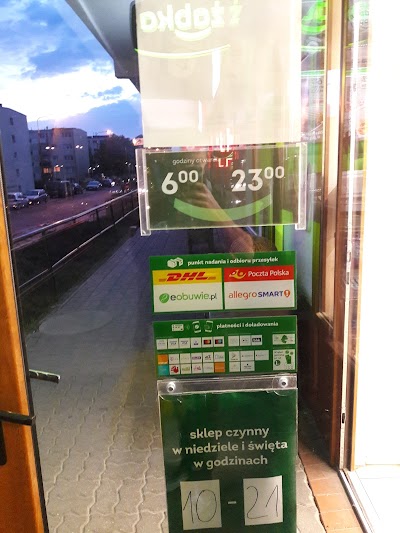 żabka
godziny otwar
6⁰⁰ 23⁰⁰
punkt nadania i odbioru przesyłek
DHL Poczta Polska
eobuwie.pl allegro SMART!
płatności i doładowania
sklep czynny
w niedziele i święta
w godzinach
10 - 21